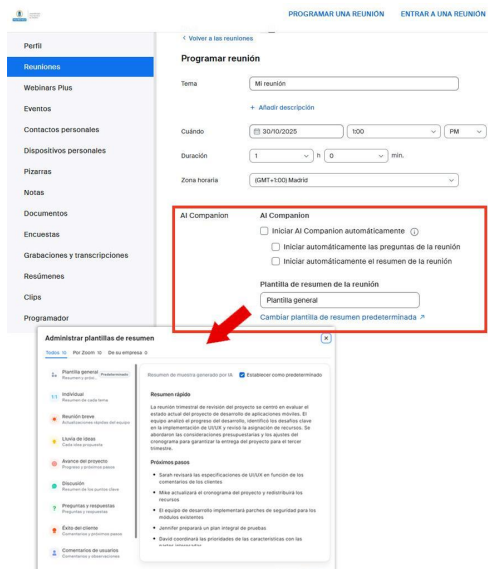 PROGRAMAR UNA REUNIÓN ENTRAR A UNA REUNIÓN
Perfil
Reuniones
Webinars Plus
Eventos
Contactos personales
Dispositivos personales
Pizarras
Notas
Documentos
Encuestas
Grabaciones y transcripciones
Resúmenes
Clips
Programador
‹ Volver a las reuniones
Programar reunión
Tema Mi reunión
+ Añadir descripción
Cuándo 30/10/2025 1:00 PM
Duración 1 h 0 min.
Zona horaria (GMT+1:00) Madrid
AI Companion AI Companion
Iniciar AI Companion automáticamente
Iniciar automáticamente las preguntas de la reunión
Iniciar automáticamente el resumen de la reunión
Plantilla de resumen de la reunión
Plantilla general
Cambiar plantilla de resumen predeterminada
Administrar plantillas de resumen
Todos 10 Por Zoom 10 De su empresa 0
Plantilla general Predeterminado
Resumen y próxi...
1:1 Individual
Resumen de cada tema
Reunión breve
Actualizaciones rápidas del equipo
Lluvia de ideas
Cada idea propuesta
Avance del proyecto
Progreso y próximos pasos
Discusión
Resumen de los puntos clave
Preguntas y respuestas
Preguntas y respuestas
Éxito del cliente
Comentarios y próximos pasos
Comentarios de usuarios
Comentarios y observaciones
Resumen de muestra generado por IA Establecer como predeterminado
Resumen rápido
La reunión trimestral de revisión del proyecto se centró en evaluar el
estado actual del proyecto de desarrollo de aplicaciones móviles. El
equipo analizó el progreso del desarrollo, identificó los desafíos clave
en la implementación de UI/UX y revisó la asignación de recursos. Se
abordaron las consideraciones presupuestarias y los ajustes del
cronograma para garantizar la entrega del proyecto para el tercer
trimestre.
Próximos pasos
• Sarah revisará las especificaciones de UI/UX en función de los
comentarios de los clientes
• Mike actualizará el cronograma del proyecto y redistribuirá los
recursos
• El equipo de desarrollo implementará parches de seguridad para los
módulos existentes
• Jennifer preparará un plan integral de pruebas
• David coordinará las prioridades de las características con las